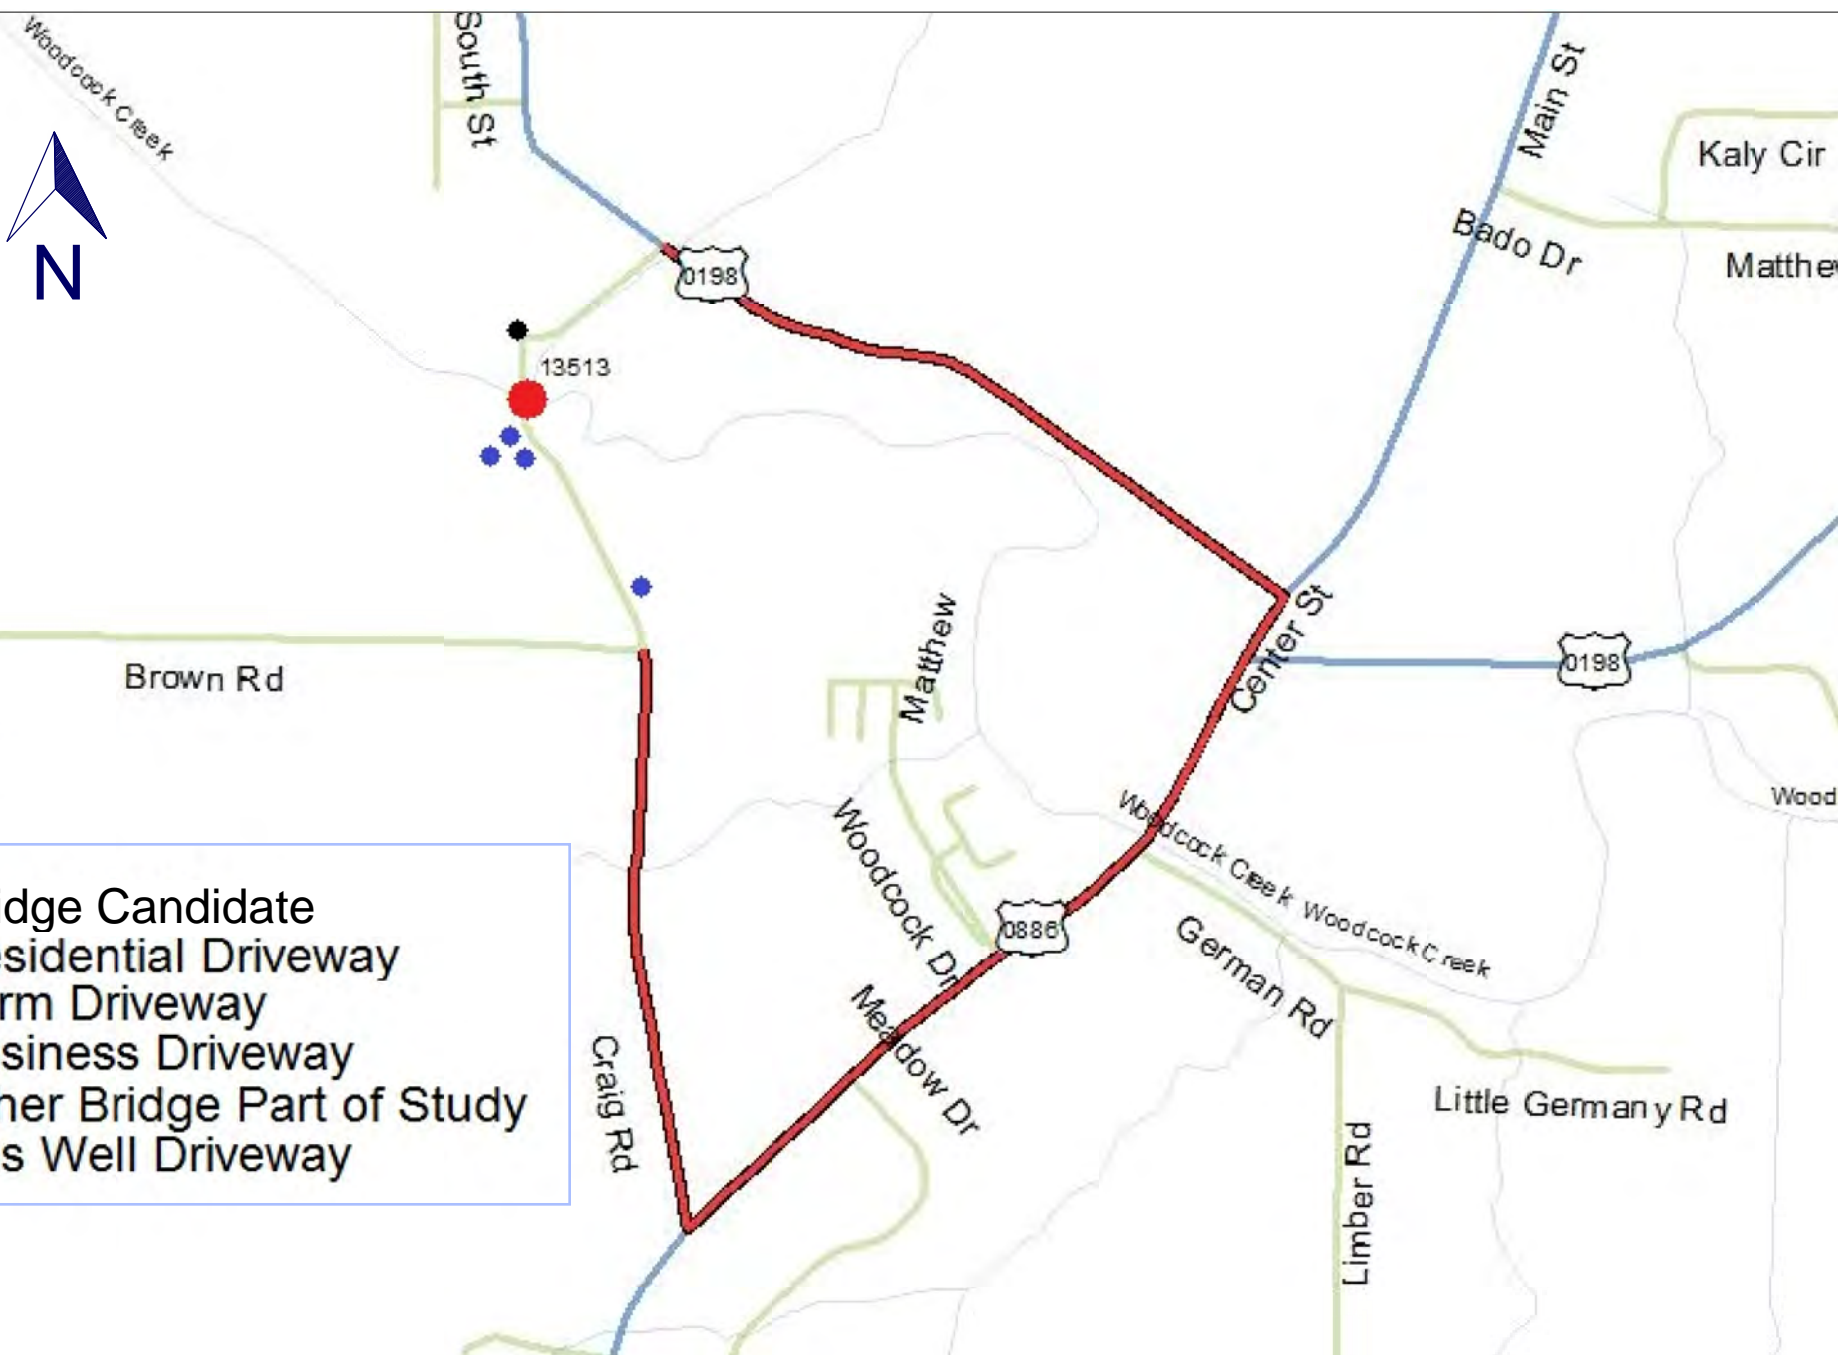 Woodcock Creek
South St
Main St
Kaly Cir
Bado Dr
N
0198
13513
Center St
Matthew
Brown Rd
0198
Woodcock Dr
Woodcock Creek
Woodcock Creek
idge Candidate
0886
German Rd
esidential Driveway
rm Driveway
Meadow Dr
siness Driveway
Craig Rd
ner Bridge Part of Study
Little Germany Rd
s Well Driveway
Limber Rd
Matthew
Wood